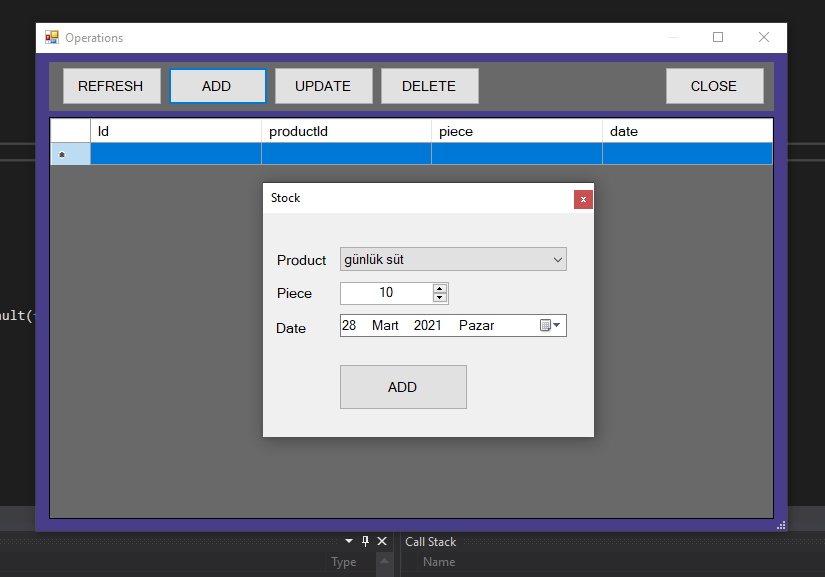 Operations
REFRESH ADD UPDATE DELETE CLOSE
Id productId piece date
Stock
x
Product günlük süt
Piece 10
ault(
Date 28 Mart 2021 Pazar
ADD
Call Stack
Type Name